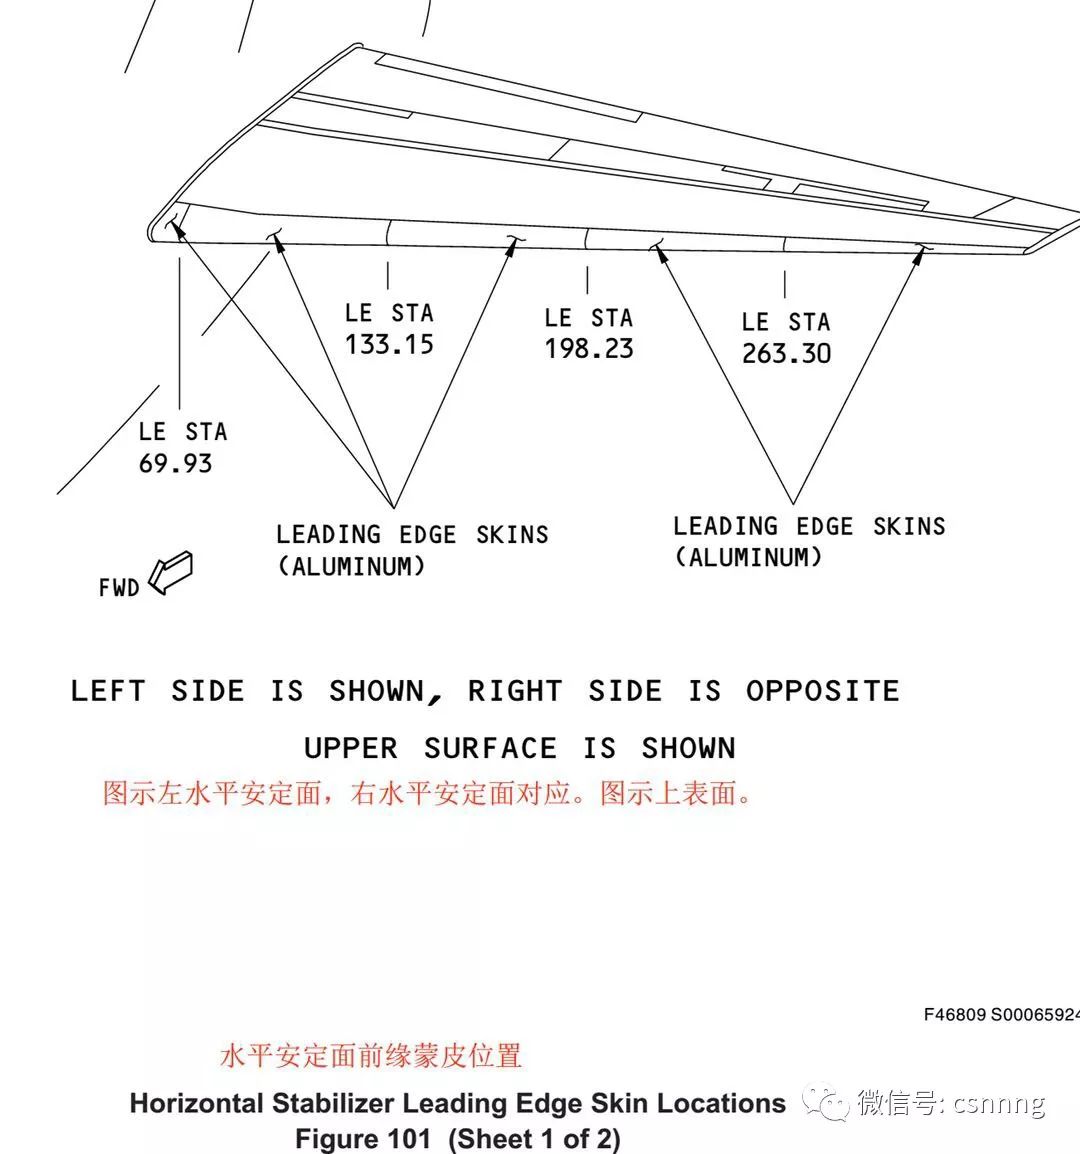 LE STA
133.15
LE STA
198.23
LE STA
263.30
LE STA
69.93
LEADING EDGE SKINS
(ALUMINUM)
LEADING EDGE SKINS
(ALUMINUM)
FWD
LEFT SIDE IS SHOWN, RIGHT SIDE IS OPPOSITE
UPPER SURFACE IS SHOWN
图示左水平安定面，右水平安定面对应。图示上表面。
F46809 S00065924
水平安定面前缘蒙皮位置
Horizontal Stabilizer Leading Edge Skin Locations
微信号: csnnng
Figure 101 (Sheet 1 of 2)